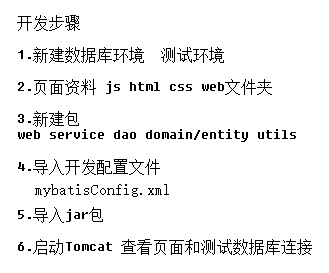 开发步骤
1.新建数据库环境 测试环境
2.页面资料 js html css web文件夹
3.新建包
web service dao domain/entity utils
4.导入开发配置文件
mybatisConfig.xml
5.导入jar包
6.启动Tomcat 查看页面和测试数据库连接